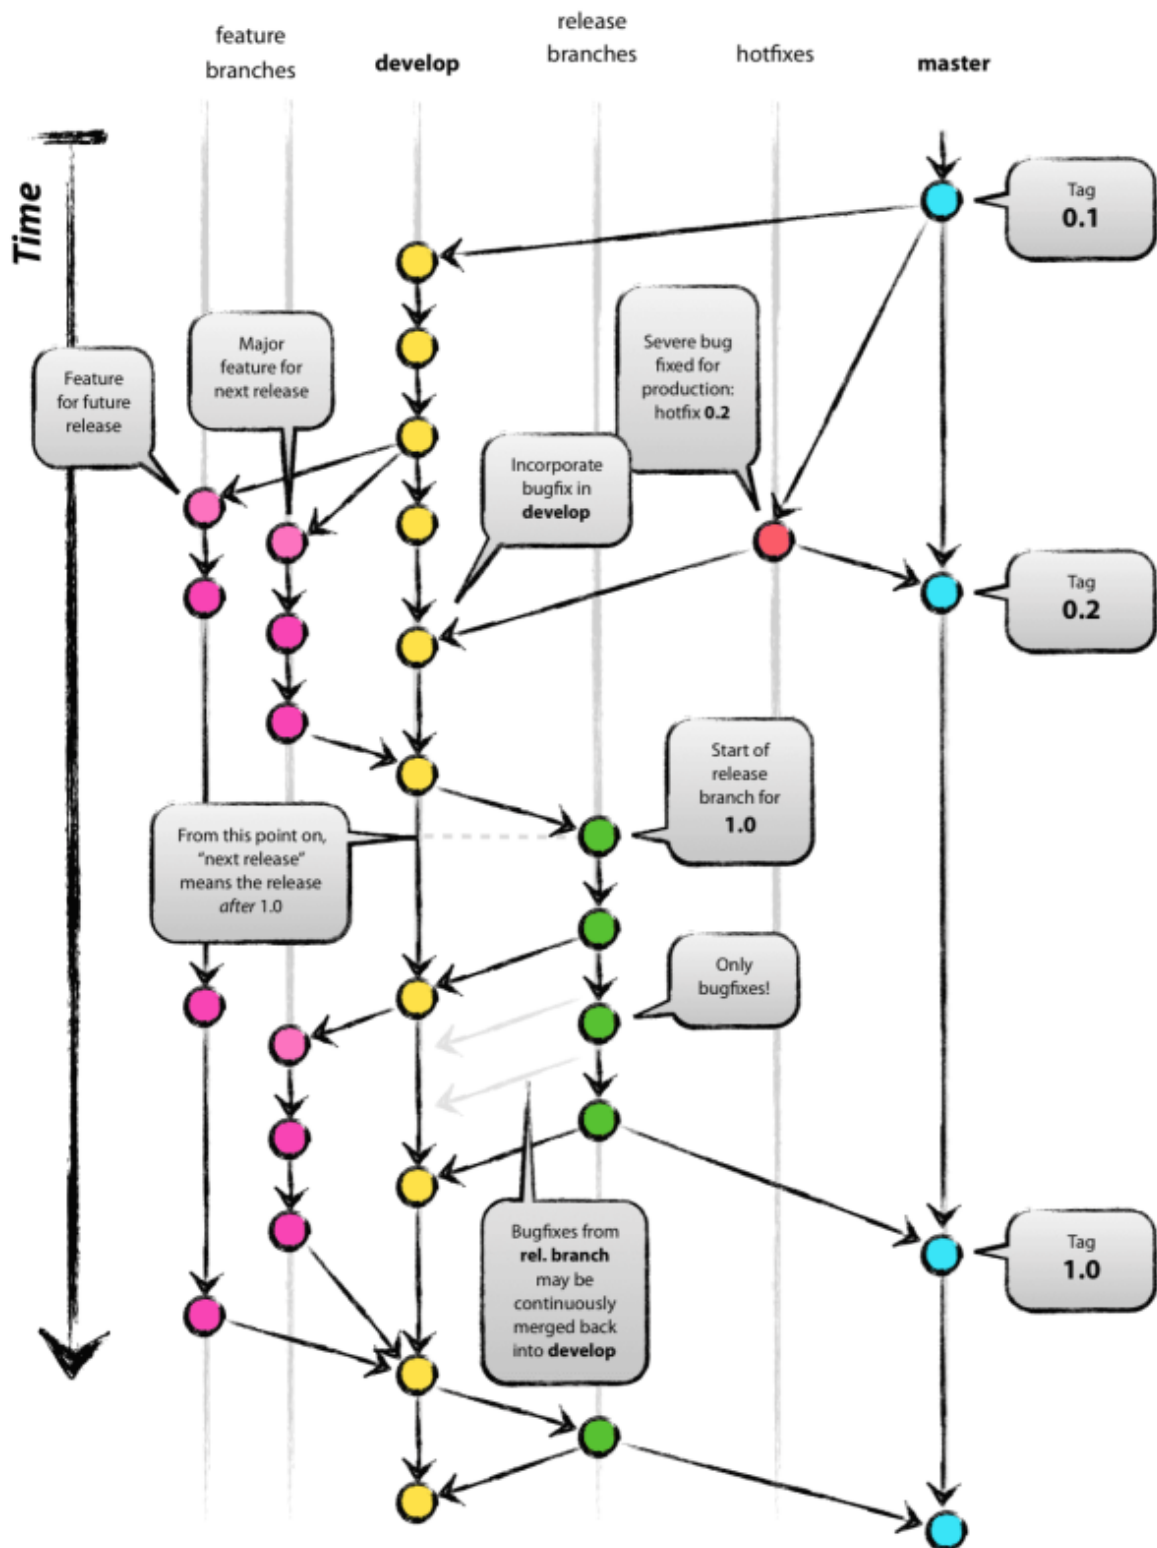 feature
branches
develop
release
branches
hotfixes
master
Time
Tag
0.1
Severe bug
fixed for
production:
hotfix 0.2
Major
feature for
next release
Feature
for future
release
Incorporate
bugfix in
develop
Tag
0.2
Start of
release
branch for
1.0
From this point on,
“next release”
means the release
after 1.0
Only
bugfixes!
Bugfixes from
rel. branch
may be
continuously
merged back
into develop
Tag
1.0